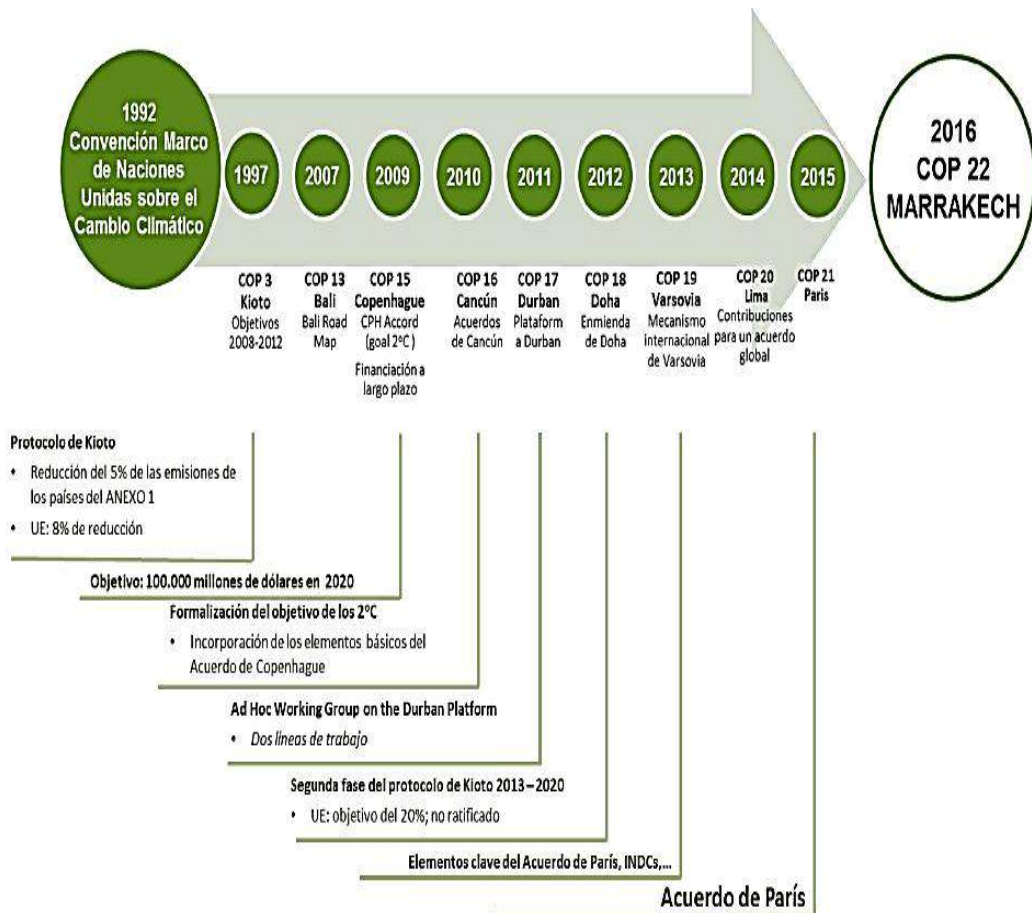 1992
Convención Marco
de Naciones
Unidas sobre el
Cambio Climático
1997
2007
2009
2010
2011
2012
2013
2014
2015
2016
COP 22
MARRAKECH
COP 3
Kioto
Objetivos
2008-2012
COP 13
Bali
Bali Road
Map
COP 15
Copenhague
CPH Accord
(goal 2ºC )
Financiación a
largo plazo
COP 16
Cancún
Acuerdos
de Cancún
COP 17
Durban
Plataform
a Durban
COP 18
Doha
Enmienda
de Doha
COP 19
Varsovia
Mecanismo
internacional
de Varsovia
COP 20
Lima
Contribuciones
para un acuerdo
global
COP 21
Paris
Protocolo de Kioto
• Reducción del 5% de las emisiones de
los países del ANEXO 1
• UE: 8% de reducción
Objetivo: 100.000 millones de dólares en 2020
Formalización del objetivo de los 2ºC
• Incorporación de los elementos básicos del
Acuerdo de Copenhague
Ad Hoc Working Group on the Durban Platform
• Dos líneas de trabajo
Segunda fase del protocolo de Kioto 2013–2020
• UE: objetivo del 20%; no ratificado
Elementos clave del Acuerdo de París, INDCs,...
Acuerdo de París